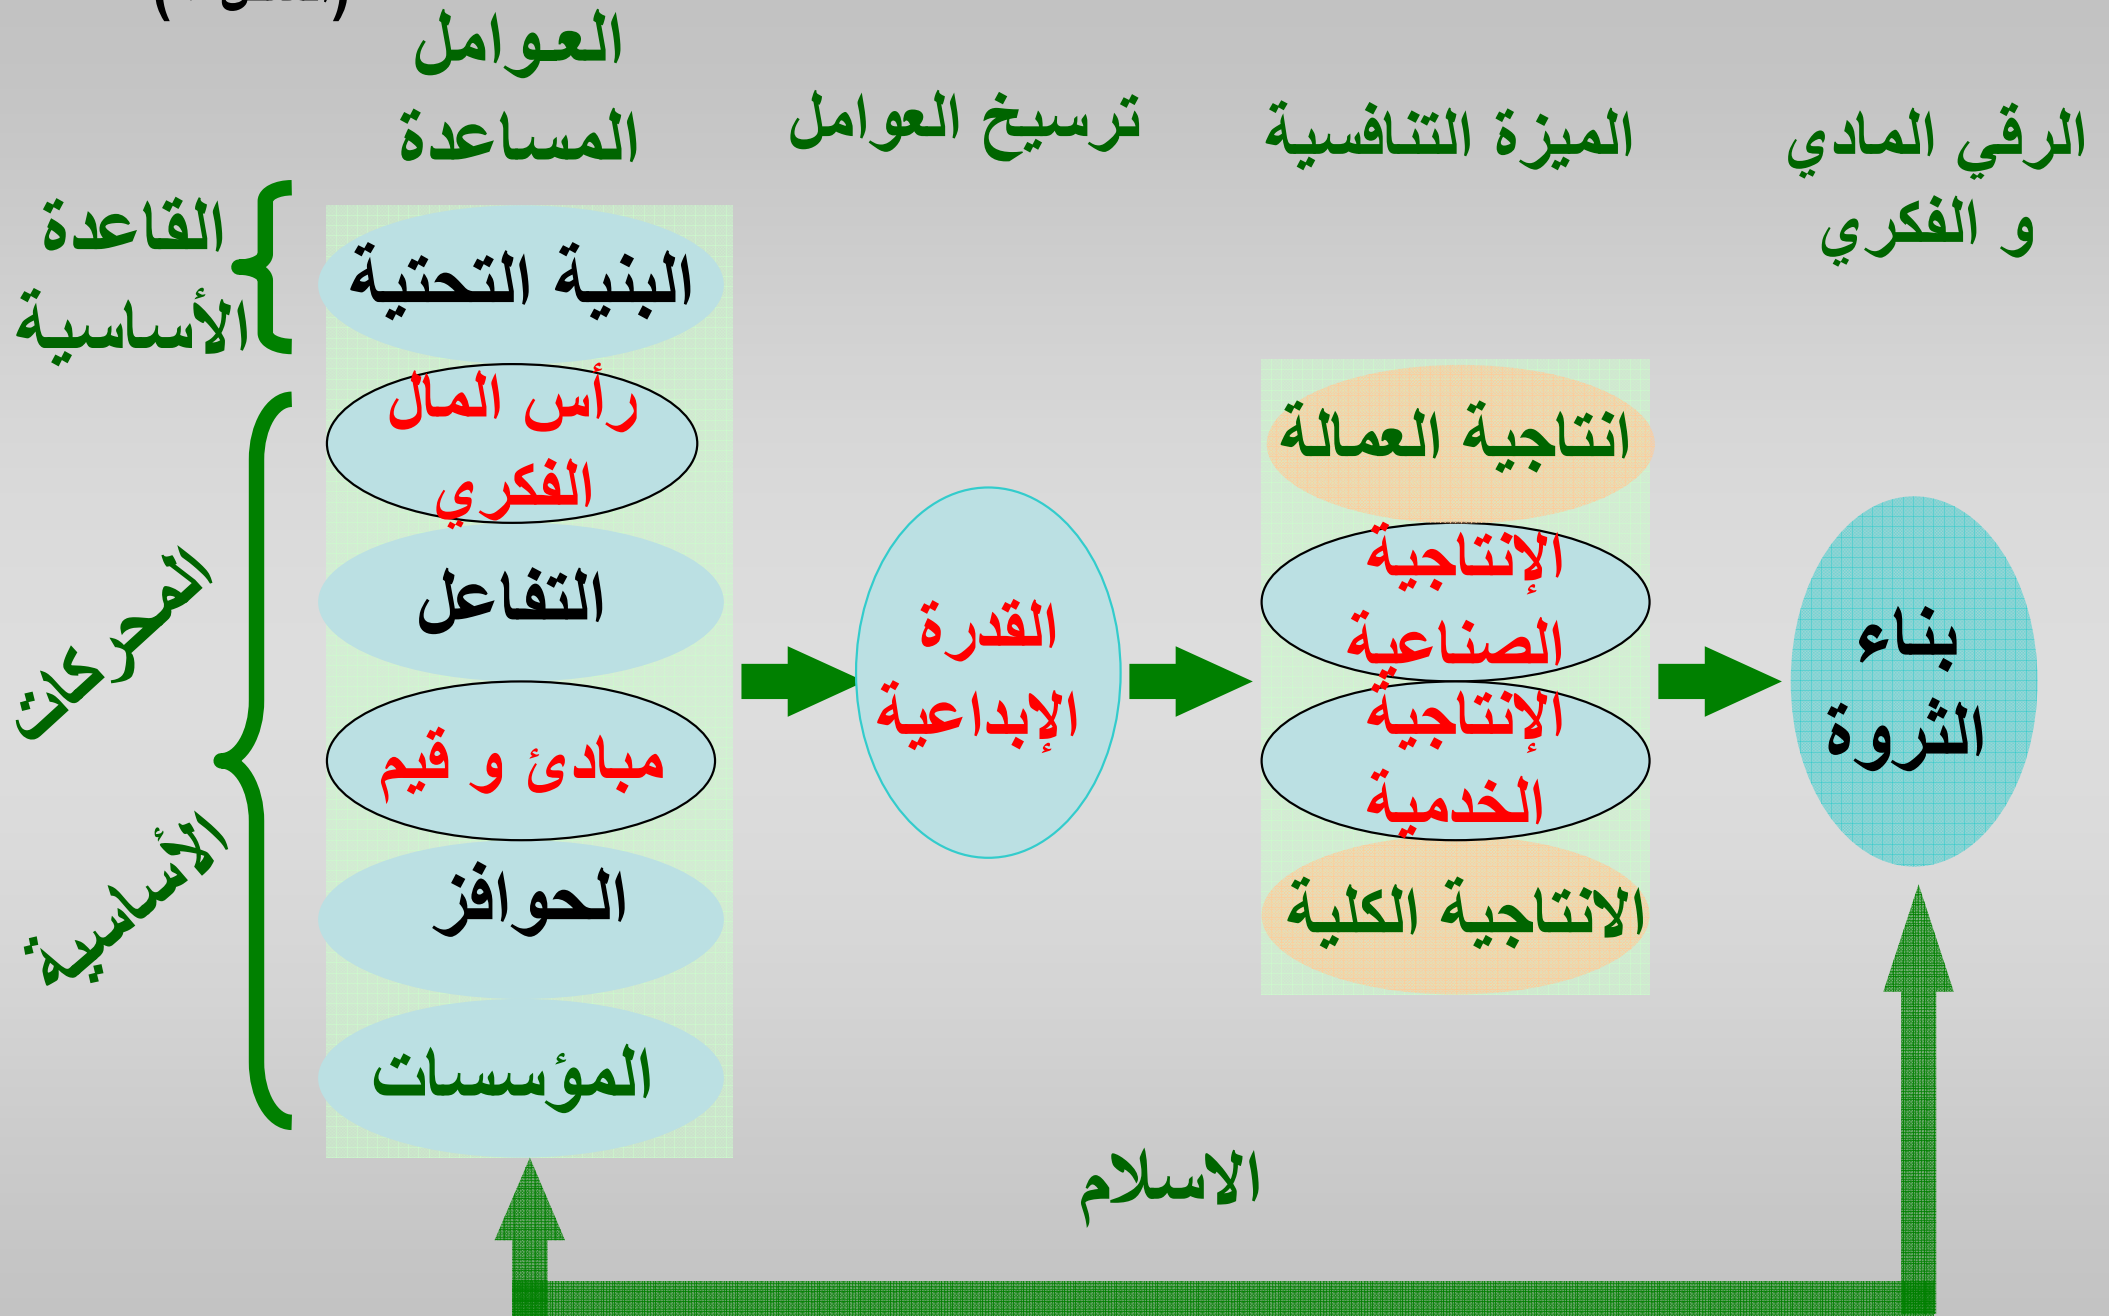 العوامل
المساعدة
ترسيخ العوامل
الميزة التنافسية
الرقي المادي
و الفكري
القاعدة
الأساسية
المحركات
الأساسية
البنية التحتية
رأس المال
الفكري
التفاعل
مبادئ و قيم
الحوافز
المؤسسات
القدرة
الإبداعية
انتاجية العمالة
الإنتاجية
الصناعية
الإنتاجية
الخدمية
الانتاجية الكلية
بناء
الثروة
الاسلام